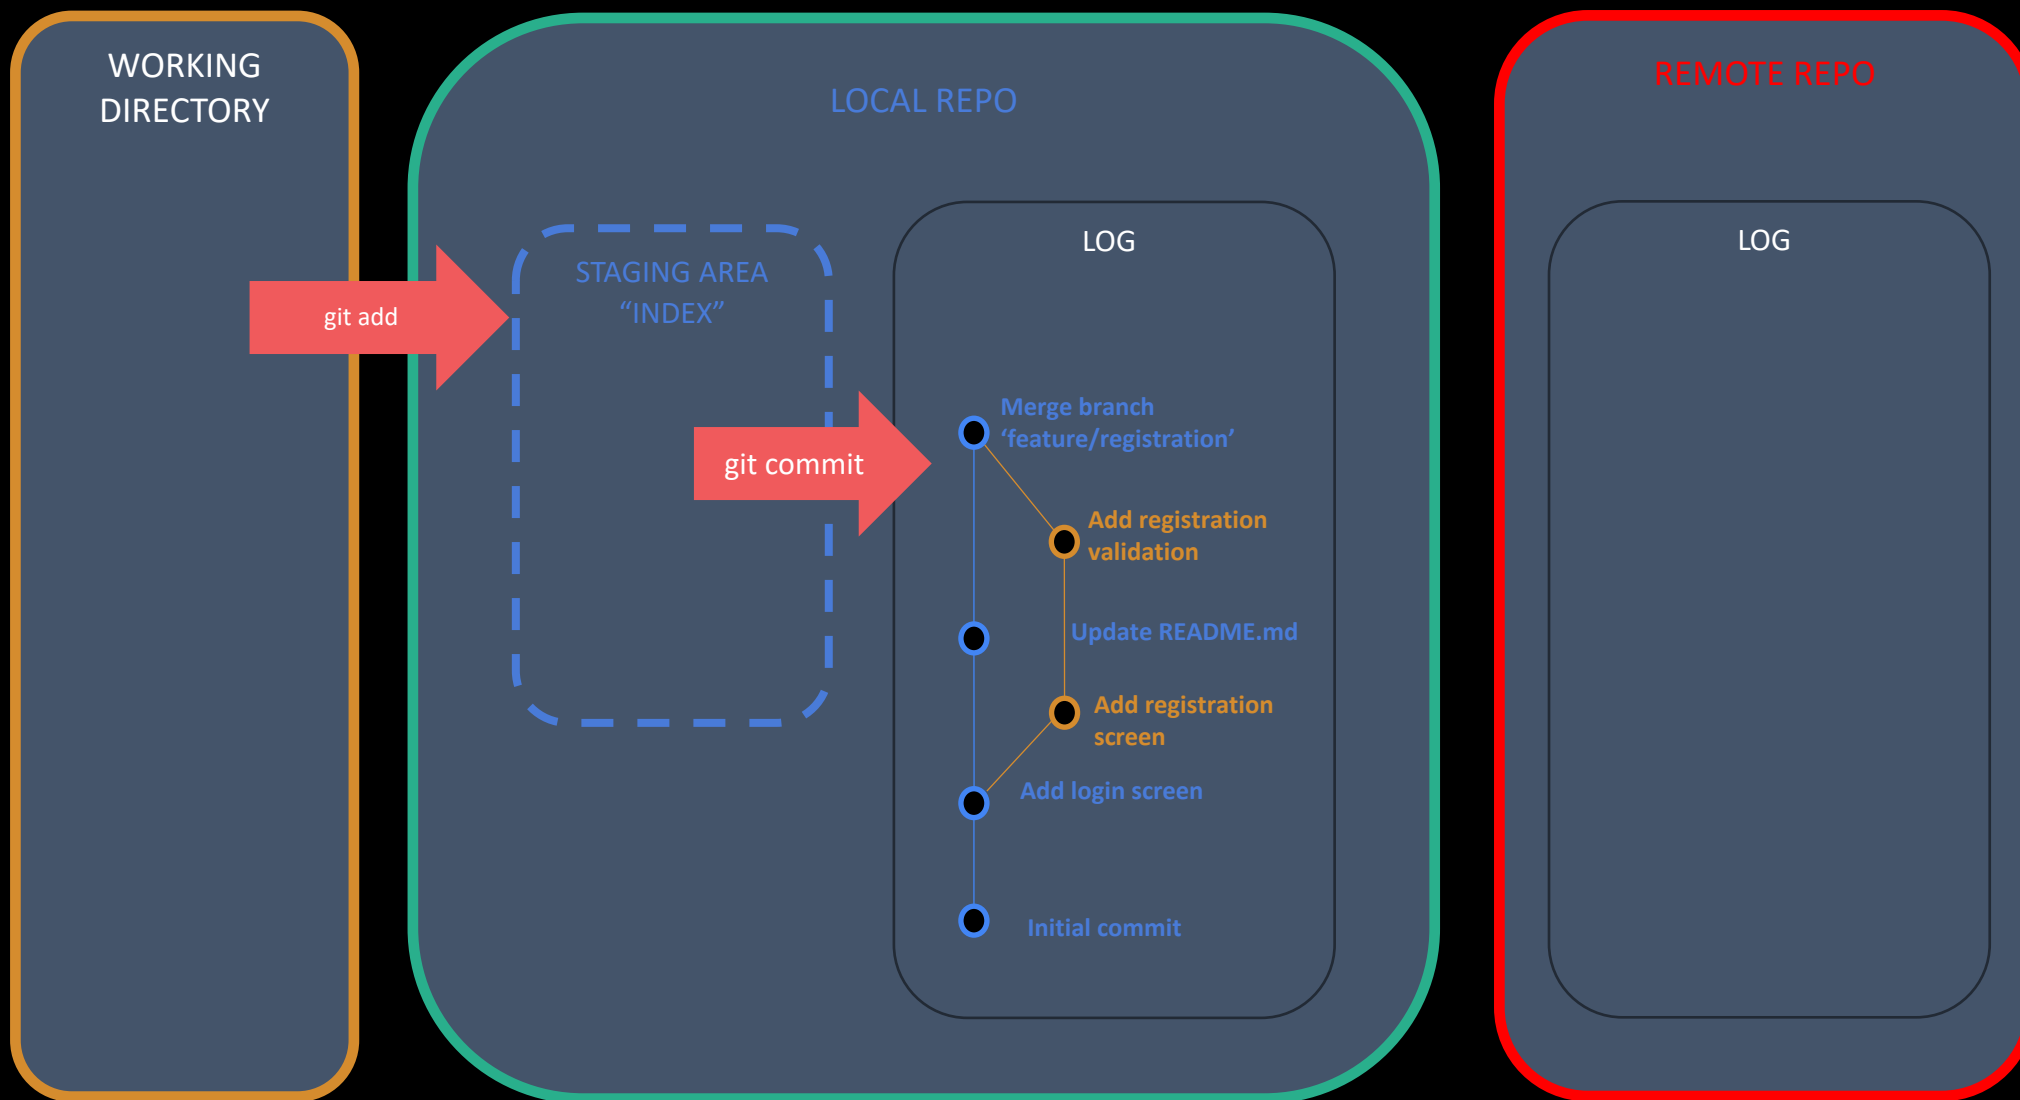 WORKING
DIRECTORY
git add
LOCAL REPO
STAGING AREA
“INDEX”
git commit
LOG
Merge branch
‘feature/registration’
Add registration
validation
Update README.md
Add registration
screen
Add login screen
Initial commit
REMOTE REPO
LOG